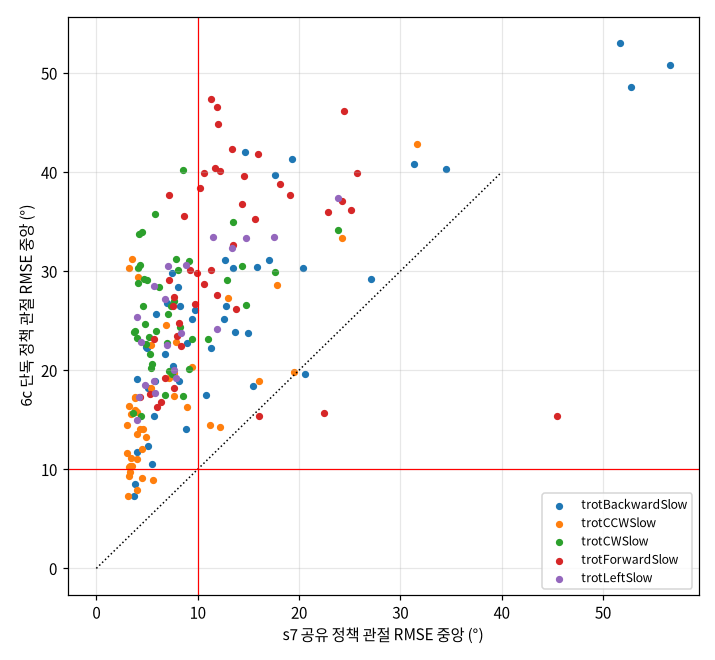 50
40
30
20
10
0
6c 단독 정책 관절 RMSE 중앙 (°)
trotBackwardSlow
trotCCWSlow
trotCWSlow
trotForwardSlow
trotLeftSlow
0 10 20 30 40 50
s7 공유 정책 관절 RMSE 중앙 (°)